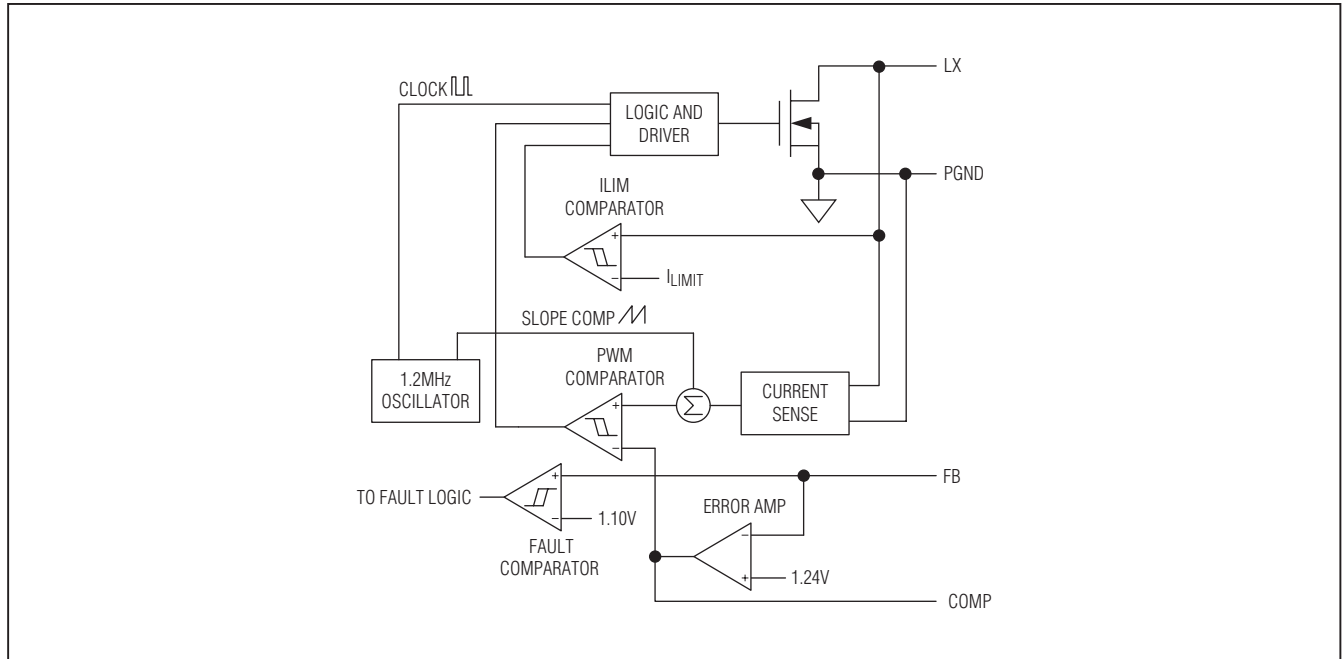 LX
CLOCK
LOGIC AND
DRIVER
PGND
ILIM
COMPARATOR
+
−
ILIMIT
SLOPE COMP
PWM
COMPARATOR
1.2MHz
OSCILLATOR
+
−
Σ
CURRENT
SENSE
FB
TO FAULT LOGIC
+
−
1.10V
FAULT
COMPARATOR
ERROR AMP
−
+
1.24V
COMP